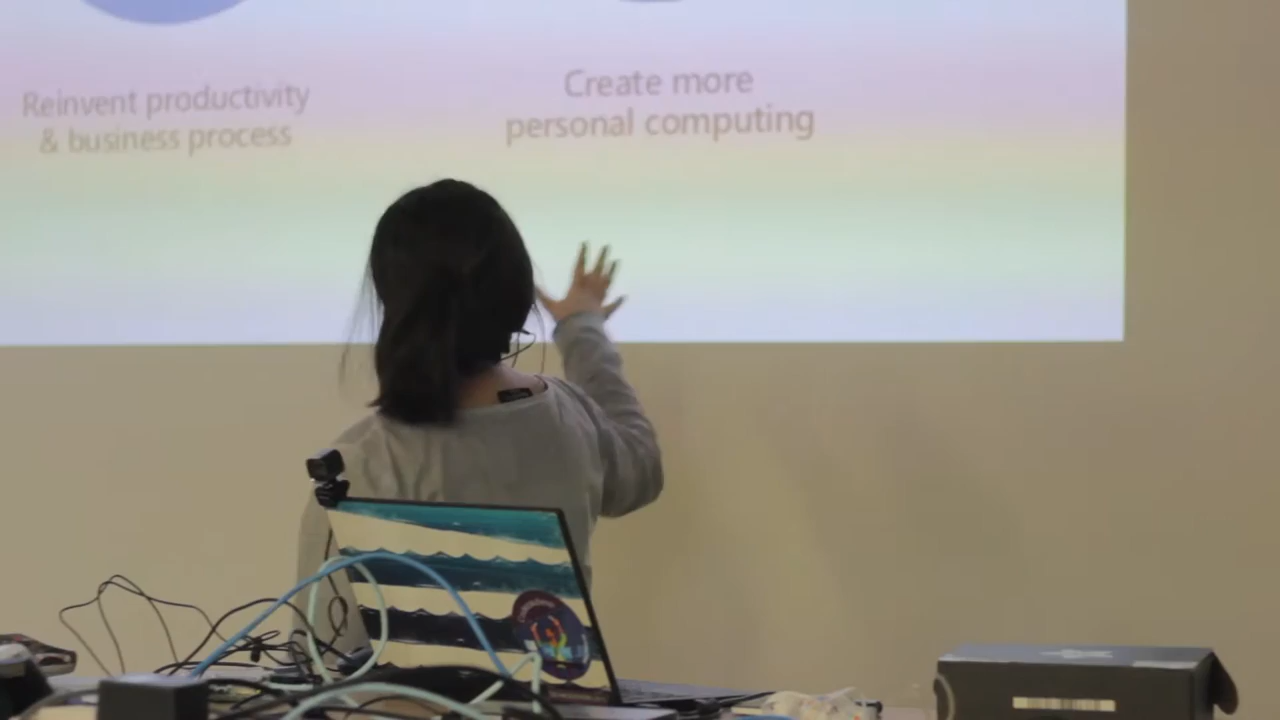 Reinvent productivity
& business process
Create more
personal computing